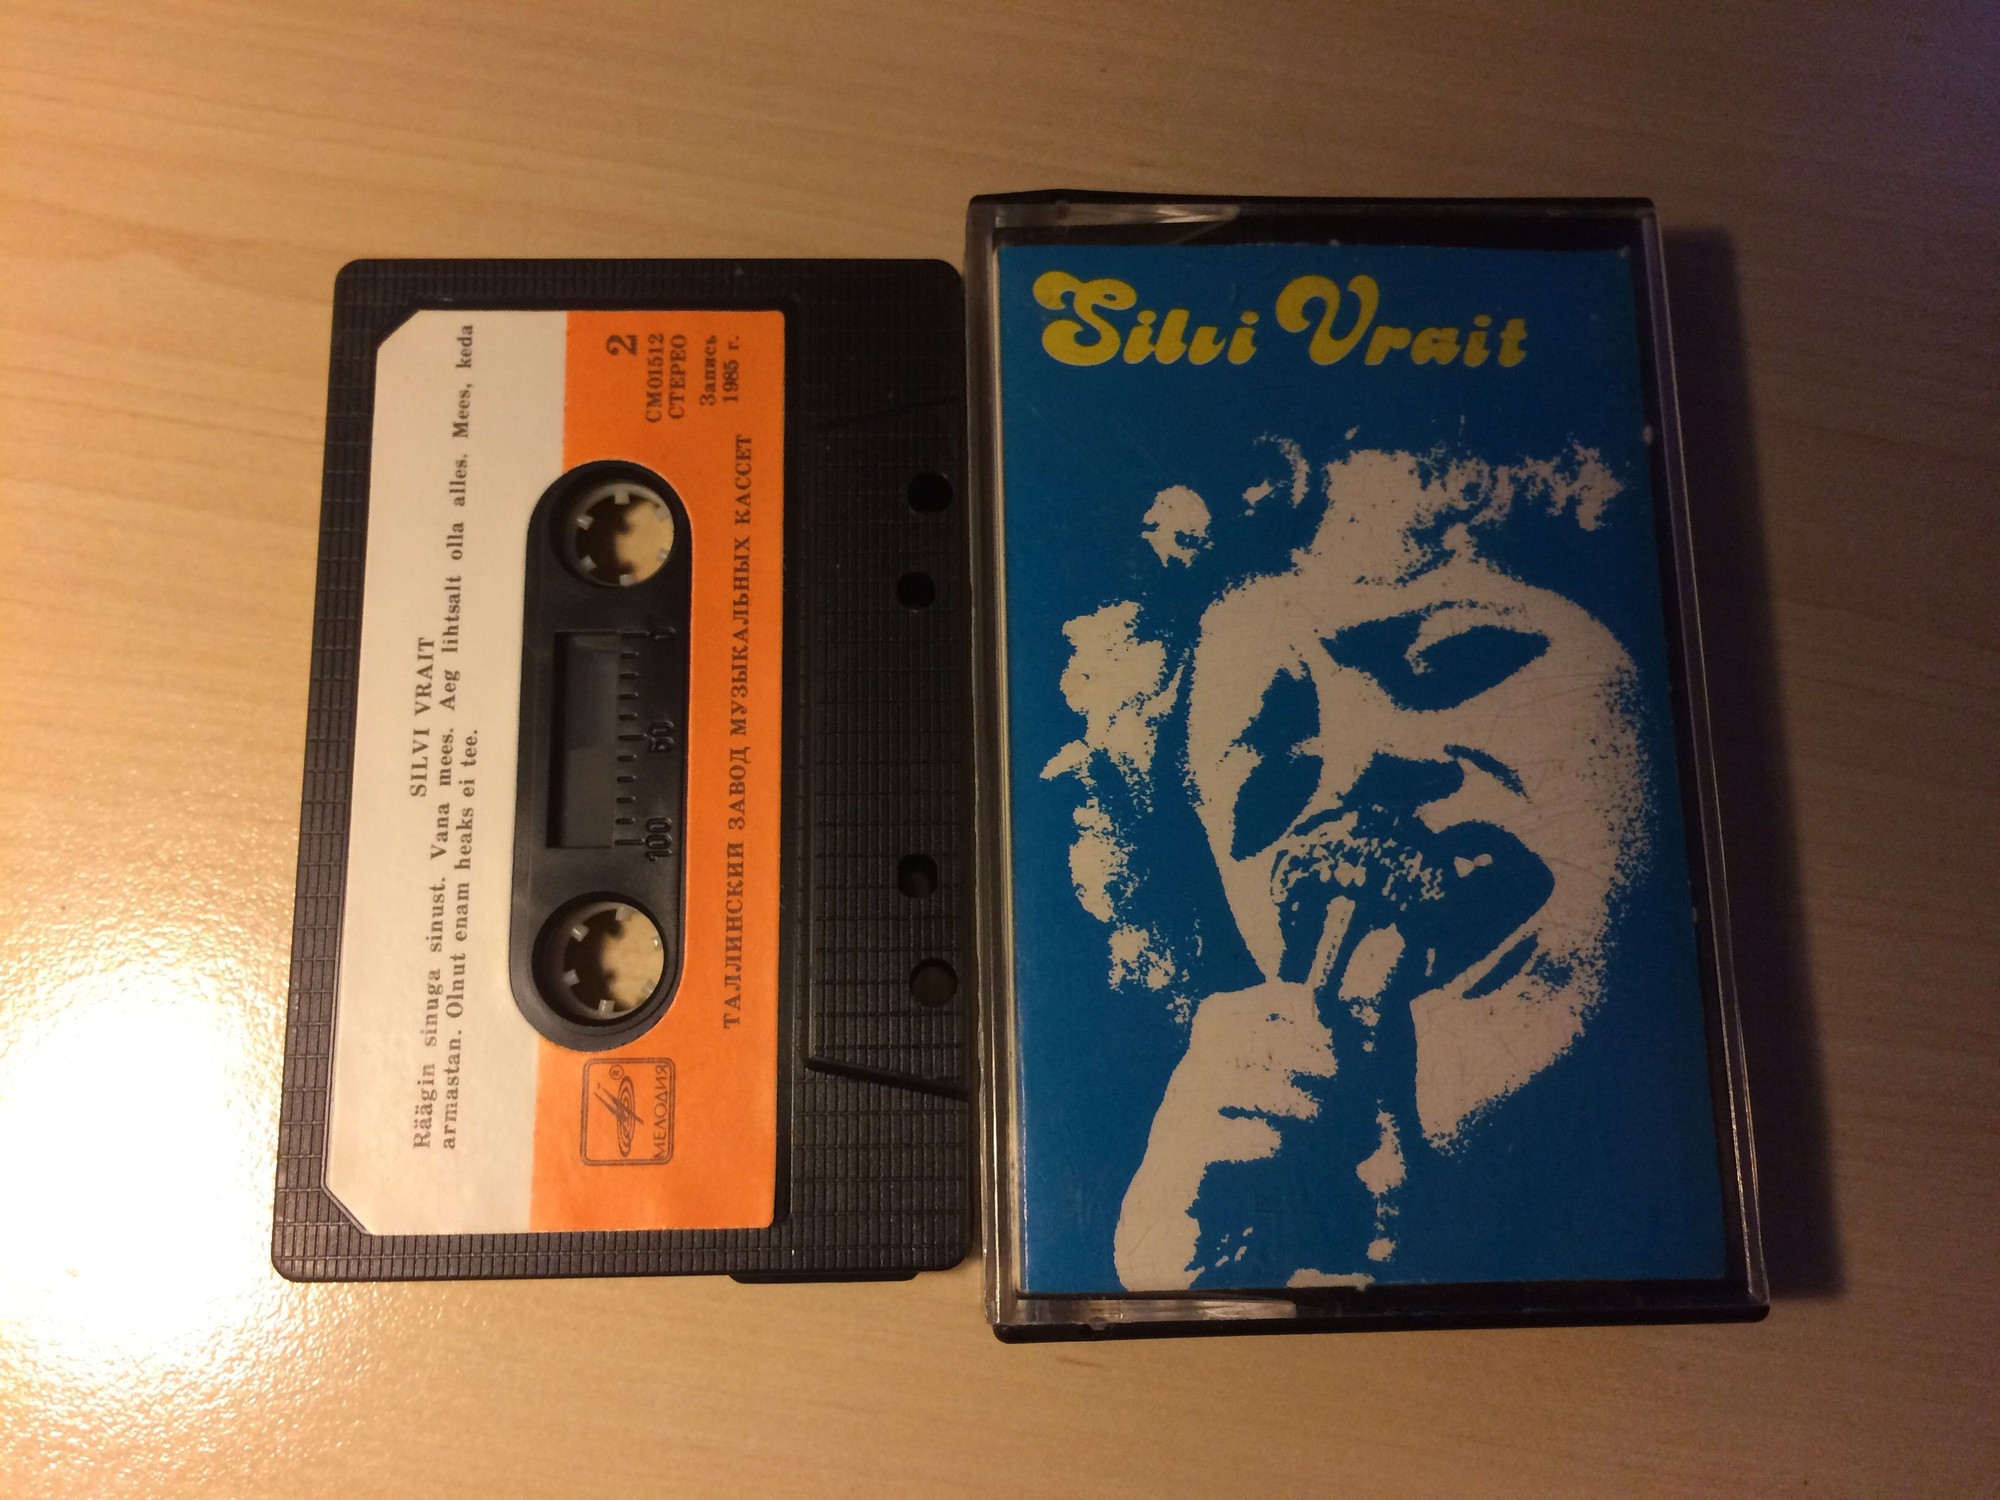 SILVI VRAIT
Räägin sinuga sinust. Vana mees. Aeg lihtsalt olla alles. Mees, keda
armastan. Olnut enam heaks ei tee.
2
СМ01512
СТЕРЕО
Запись
1985 г.
0
50
100
МЕЛОДИЯ
®
ТАЛЛИНСКИЙ ЗАВОД МУЗЫКАЛЬНЫХ КАССЕТ
Silvi Vrait